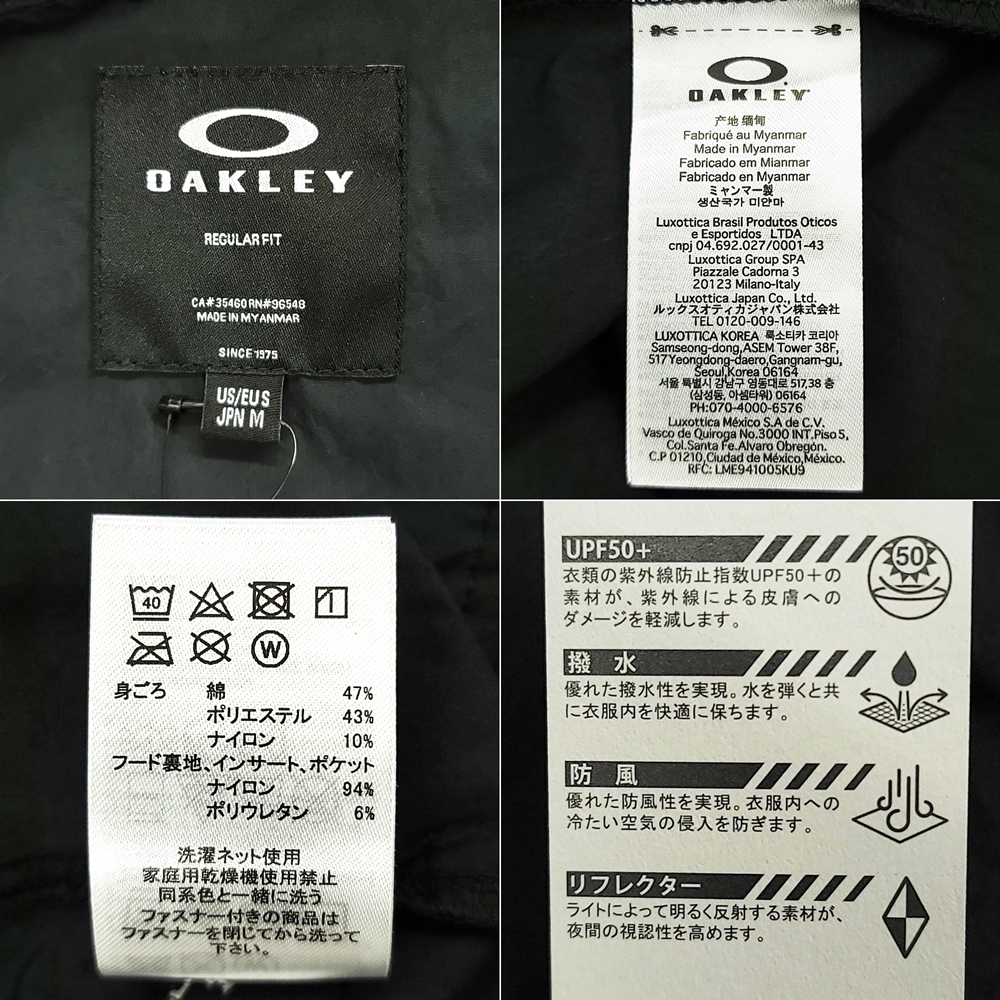 OAKLEY
REGULAR FIT
CA#35460 RN#96548
MADE IN MYANMAR
SINCE 1975
US/EU S
JPN M
OAKLEY
产地 缅甸
Fabriqué au Myanmar
Made in Myanmar
Fabricado em Mianmar
Fabricado en Myanmar
ミャンマー製
생산국가 미얀마
Luxottica Brasil Produtos Oticos
e Esportidos LTDA
cnpj 04.692.027/0001-43
Luxottica Group SPA
Piazzale Cadorna 3
20123 Milano-Italy
Luxottica Japan Co., Ltd.
ルックスオティカジャパン株式会社
TEL 0120-009-146
LUXOTTICA KOREA 룩소티카 코리아
Samseong-dong,ASEM Tower 38F,
517Yeongdong-daero,Gangnam-gu,
Seoul,Korea 06164
서울 특별시 강남구 영동대로 517,38 층
(삼성동, 아셈타워) 06164
PH:070-4000-6576
Luxottica México S.A de C.V.
Vasco de Quiroga No.3000 INT.Piso5,
Col.Santa Fe.Alvaro Obregón.
C.P 01210,Ciudad de México,México.
RFC: LME941005KU9
40
W
身ごろ 綿 47%
ポリエステル 43%
ナイロン 10%
フード裏地、インサート、ポケット
ナイロン 94%
ポリウレタン 6%
洗濯ネット使用
家庭用乾燥機使用禁止
同系色と一緒に洗う
ファスナー付きの商品は
ファスナーを閉じてから洗って
下さい。
UPF50+
50
衣類の紫外線防止指数UPF50+の
素材が、紫外線による皮膚への
ダメージを軽減します。
撥 水
優れた撥水性を実現。水を弾くと共
に衣服内を快適に保ちます。
防 風
優れた防風性を実現。衣服内への
冷たい空気の侵入を防ぎます。
リフレクター
ライトによって明るく反射する素材が、
夜間の視認性を高めます。